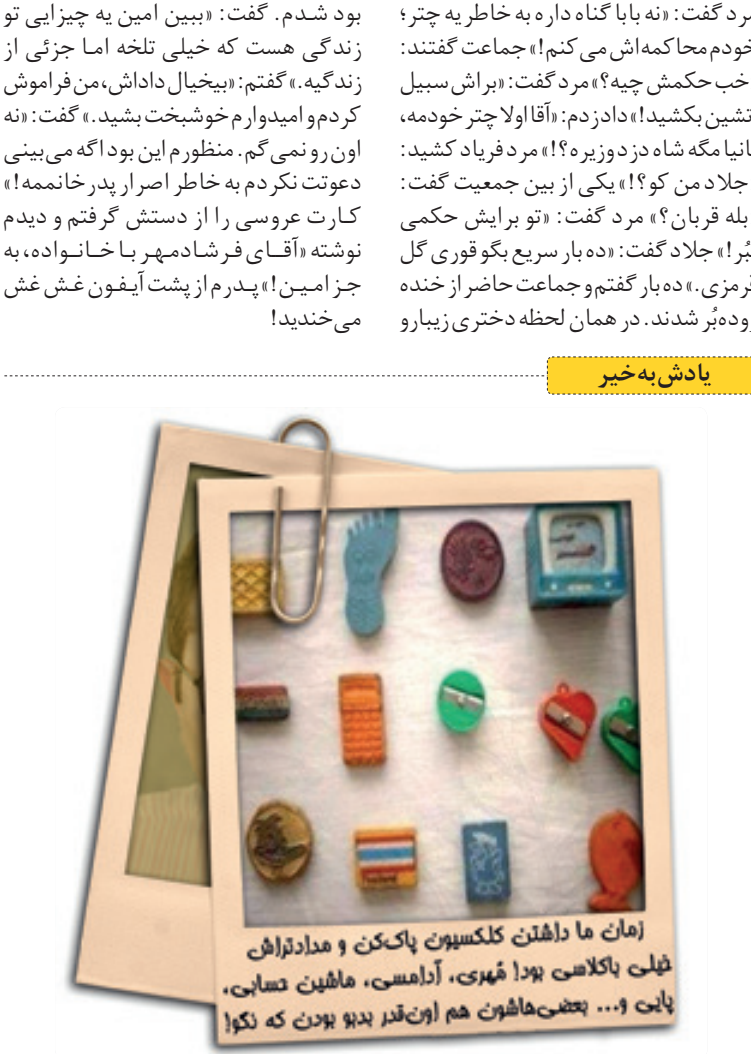 مرد گفت: «نه بابا گناه داره به خاطر یه چتر؛
خودم محاکمه‌اش می‌کنم!» جماعت گفتند:
خب حکمش چیه؟» مرد گفت: «براش سبیل
آتشین بکشید!» داد زدم: «آقا اولا چتر خودمه،
ثانیا مگه شاه دزد وزیره؟!» مرد فریاد کشید:
جلاد من کو؟!» یکی از بین جمعیت گفت:
بله قربان؟» مرد گفت: «تو برایش حکمی
بُبر!» جلاد گفت: «ده بار سریع بگو قوری گل
قرمزی.» ده بار گفتم و جماعت حاضر از خنده
روده‌بُر شدند. در همان لحظه دختری زیبارو
بود شدم. گفت: «ببین امین یه چیزایی تو
زندگی هست که خیلی تلخه اما جزئی از
زندگیه.» گفتم: «بیخیال داداش، من فراموش
کردم و امیدوارم خوشبخت بشید.» گفت: «نه
اون رو نمی‌گم. منظورم این بود اگه می‌بینی
دعوتت نکردم به خاطر اصرار پدر خانممه!»
کارت عروسی را از دستش گرفتم و دیدم
نوشته «آقای فرشادمهر با خانواده، به
جز امین!» پدرم از پشت آیفون غش غش
می‌خندید!
یادش‌به‌خیر
زمان ما داشتن کلکسیون پاک‌کن و مدادتراش
خیلی باکلاسی بود! مُهری، آدامسی، ماشین حسابی،
پایی و... بعضی‌هاشون هم اون‌قدر بدبو بودن که نگو!